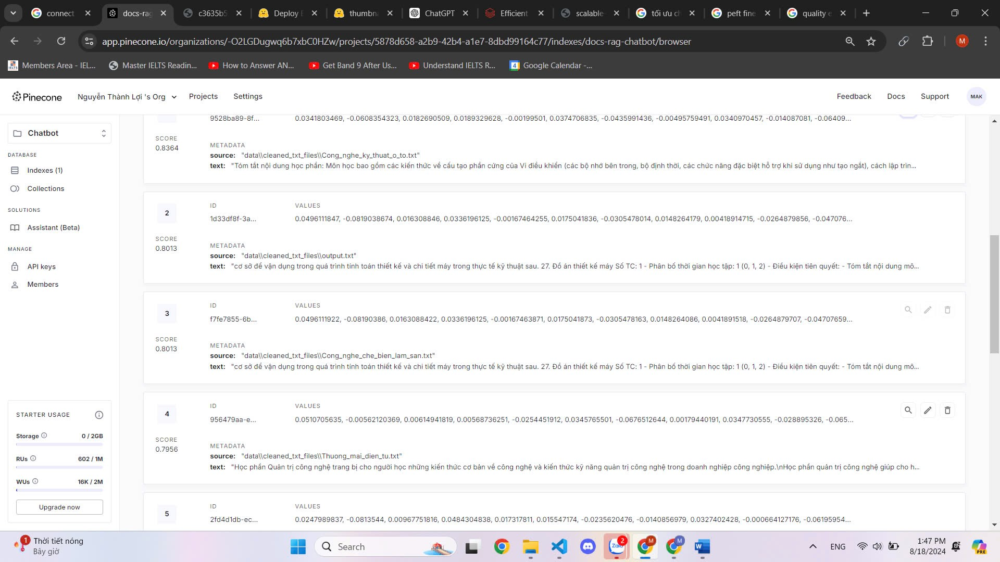 connect
docs-rag
c3635b5
Deploy E
thumbna
ChatGPT
Efficient
scalable-
tối ưu ch
peft fine
quality e
app.pinecone.io/organizations/-O2LGDugwq6b7xbC0HZw/projects/5878d658-a2b9-42b4-a1e7-8dbd99164c77/indexes/docs-rag-chatbot/browser
M
Members Area - IEL...
Master IELTS Readin...
How to Answer AN...
Get Band 9 After Us...
Understand IELTS R...
4
Google Calendar -...
Pinecone
Nguyễn Thành Lợi 's Org
Projects
Settings
Feedback
Docs
Support
MAK
Chatbot
DATABASE
Indexes (1)
Collections
SOLUTIONS
Assistant (Beta)
MANAGE
API keys
Members
STARTER USAGE
Storage 0 / 2GB
RUs 602 / 1M
WUs 16K / 2M
Upgrade now
9528ba89-8f... 0.0341803469, -0.0608354323, 0.0182690509, 0.0189329628, -0.00199501, 0.0374706835, -0.0435991436, -0.00495759491, 0.0340970457, -0.014087081, -0.06409...
SCORE
0.8364
METADATA
source: "data\\cleaned_txt_files\\Cong_nghe_ky_thuat_o_to.txt"
text: "Tóm tắt nội dung học phần: Môn học bao gồm các kiến thức về cấu tạo phần cứng của Vi điều khiển (các bộ nhớ bên trong, bộ định thời, các chức năng đặc biệt hỗ trợ khi sử dụng như tạo ngắt), cách lập trìn...
2
ID VALUES
1d33df8f-3a... 0.0496111847, -0.0819038674, 0.016308846, 0.0336196125, -0.00167464255, 0.0175041836, -0.0305478014, 0.0148264179, 0.00418914715, -0.0264879856, -0.047076...
SCORE
0.8013
METADATA
source: "data\\cleaned_txt_files\\output.txt"
text: "cơ sở để vận dụng trong quá trình tính toán thiết kế và chi tiết máy trong thực tế kỹ thuật sau. 27. Đồ án thiết kế máy Số TC: 1 - Phân bố thời gian học tập: 1 (0, 1, 2) - Điều kiện tiên quyết: - Tóm tắt nội dung mô...
3
ID VALUES
f7fe7855-6b... 0.0496111922, -0.08190386, 0.0163088422, 0.0336196125, -0.00167463871, 0.0175041873, -0.0305478163, 0.0148264086, 0.0041891518, -0.0264879707, -0.04707659...
SCORE
0.8013
METADATA
source: "data\\cleaned_txt_files\\Cong_nghe_che_bien_lam_san.txt"
text: "cơ sở để vận dụng trong quá trình tính toán thiết kế và chi tiết máy trong thực tế kỹ thuật sau. 27. Đồ án thiết kế máy Số TC: 1 - Phân bố thời gian học tập: 1 (0, 1, 2) - Điều kiện tiên quyết: - Tóm tắt nội dung mô...
4
ID VALUES
956479aa-e... 0.0510705635, -0.00562120369, 0.00614941819, 0.00568736251, -0.0254451912, 0.0345765501, -0.0676512644, 0.00179440191, 0.0347730555, -0.028895326, -0.065...
SCORE
0.7956
METADATA
source: "data\\cleaned_txt_files\\Thuong_mai_dien_tu.txt"
text: "Học phần Quản trị công nghệ trang bị cho người học những kiến thức cơ bản về công nghệ và kiến thức kỹ năng quản trị công nghệ trong doanh nghiệp công nghiệp.\nHọc phần quản trị công nghệ giúp cho h...
5
ID VALUES
2fd4d1db-ec... 0.0247989837, -0.0813544, 0.00967751816, 0.0484304838, 0.017317811, 0.015547174, -0.0235620476, -0.0140856979, 0.0327402428, -0.000664127176, -0.06195954...
1
Thời tiết nóng
Bây giờ
Search
Zalo
2
M
M
W
ENG
1:47 PM
8/18/2024
PRE